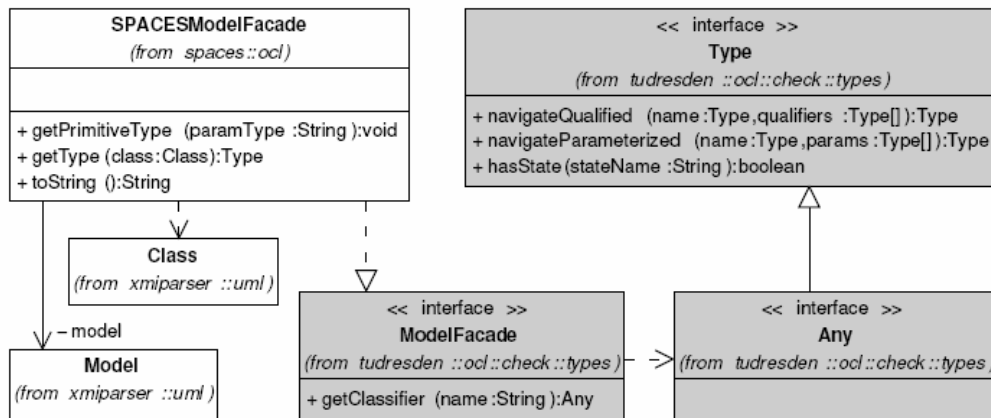 SPACESModelFacade
(from spaces::ocl)
+ getPrimitiveType (paramType :String ):void
+ getType (class:Class):Type
+ toString ():String
<< interface >>
Type
(from tudresden ::ocl::check::types)
+ navigateQualified (name:Type,qualifiers :Type[]):Type
+ navigateParameterized (name:Type,params:Type[]):Type
+ hasState(stateName :String):boolean
Class
(from xmiparser ::uml)
– model
Model
(from xmiparser ::uml)
<< interface >>
ModelFacade
(from tudresden ::ocl::check::types)
+ getClassifier (name:String):Any
<< interface >>
Any
(from tudresden ::ocl::check::types)